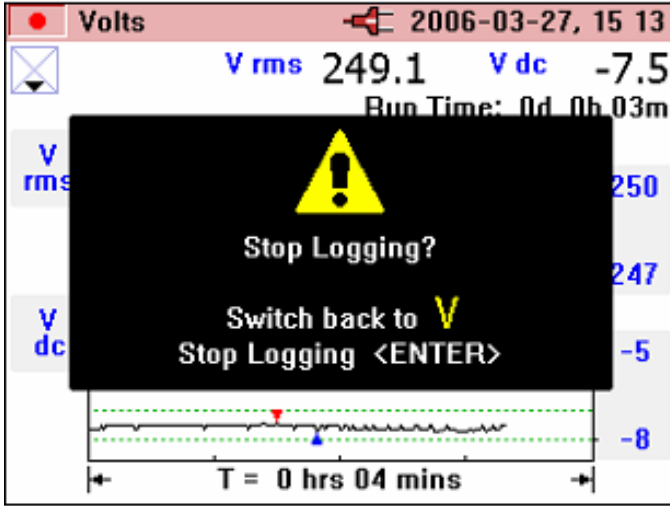 Volts 2006-03-27, 15 13
V rms 249.1 V dc -7.5
Run Time: 0d 0h 03m
V
rms
250
Stop Logging?
247
Switch back to V
V
dc
Stop Logging <ENTER>
-5
-8
T = 0 hrs 04 mins